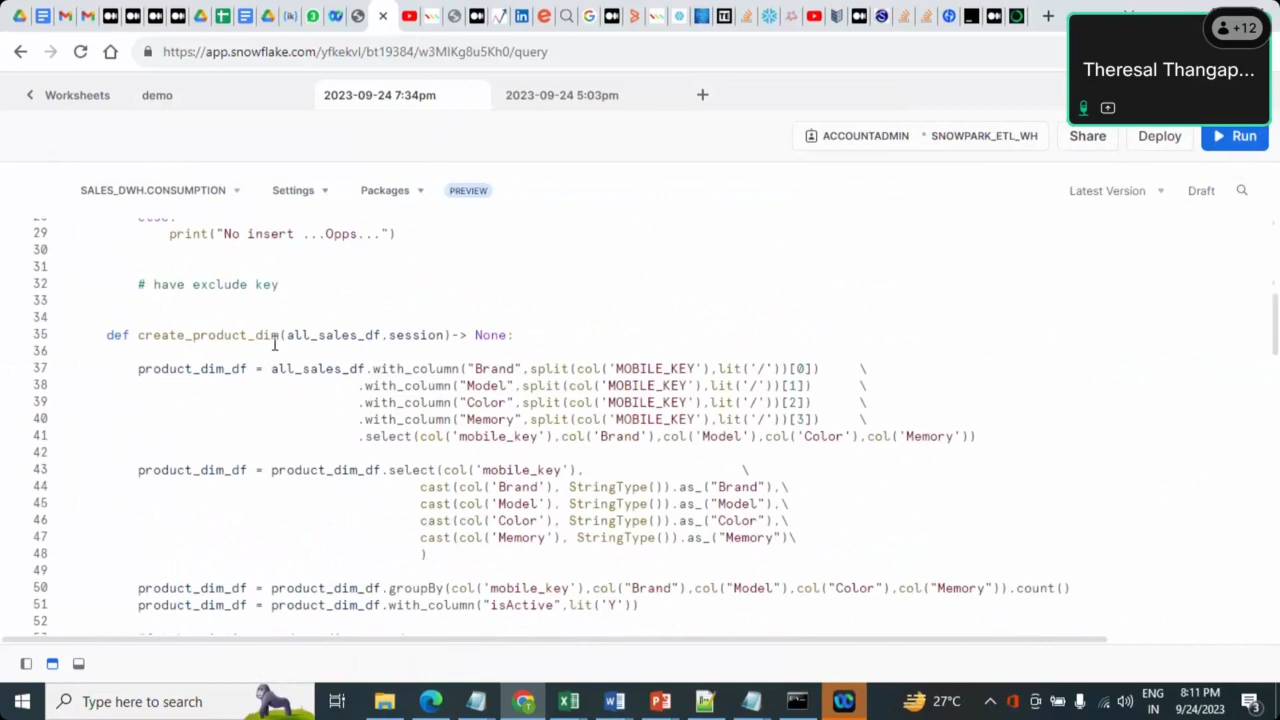 https://app.snowflake.com/yfkekvl/bt19384/w3MIKg8u5Kh0/query
+12
Theresal Thangap...
Worksheets
demo
2023-09-24 7:34pm
2023-09-24 5:03pm
ACCOUNTADMIN
SNOWPARK_ETL_WH
Share
Deploy
Run
SALES_DWH.CONSUMPTION
Settings
Packages
PREVIEW
Latest Version
Draft
28 else:
29 print("No insert ...Opps...")
30
31
32 # have exclude key
33
34
35 def create_product_dim(all_sales_df,session)-> None:
36
37 product_dim_df = all_sales_df.with_column("Brand",split(col('MOBILE_KEY'),lit('/'))[0]) \
38 .with_column("Model",split(col('MOBILE_KEY'),lit('/'))[1]) \
39 .with_column("Color",split(col('MOBILE_KEY'),lit('/'))[2]) \
40 .with_column("Memory",split(col('MOBILE_KEY'),lit('/'))[3]) \
41 .select(col('mobile_key'),col('Brand'),col('Model'),col('Color'),col('Memory'))
42
43 product_dim_df = product_dim_df.select(col('mobile_key'), \
44 cast(col('Brand'), StringType()).as_("Brand"),\
45 cast(col('Model'), StringType()).as_("Model"),\
46 cast(col('Color'), StringType()).as_("Color"),\
47 cast(col('Memory'), StringType()).as_("Memory")\
48 )
49
50 product_dim_df = product_dim_df.groupBy(col('mobile_key'),col("Brand"),col("Model"),col("Color"),col("Memory")).count()
51 product_dim_df = product_dim_df.with_column("isActive",lit('Y'))
52
Type here to search
27°C
ENG
IN
8:11 PM
9/24/2023
3